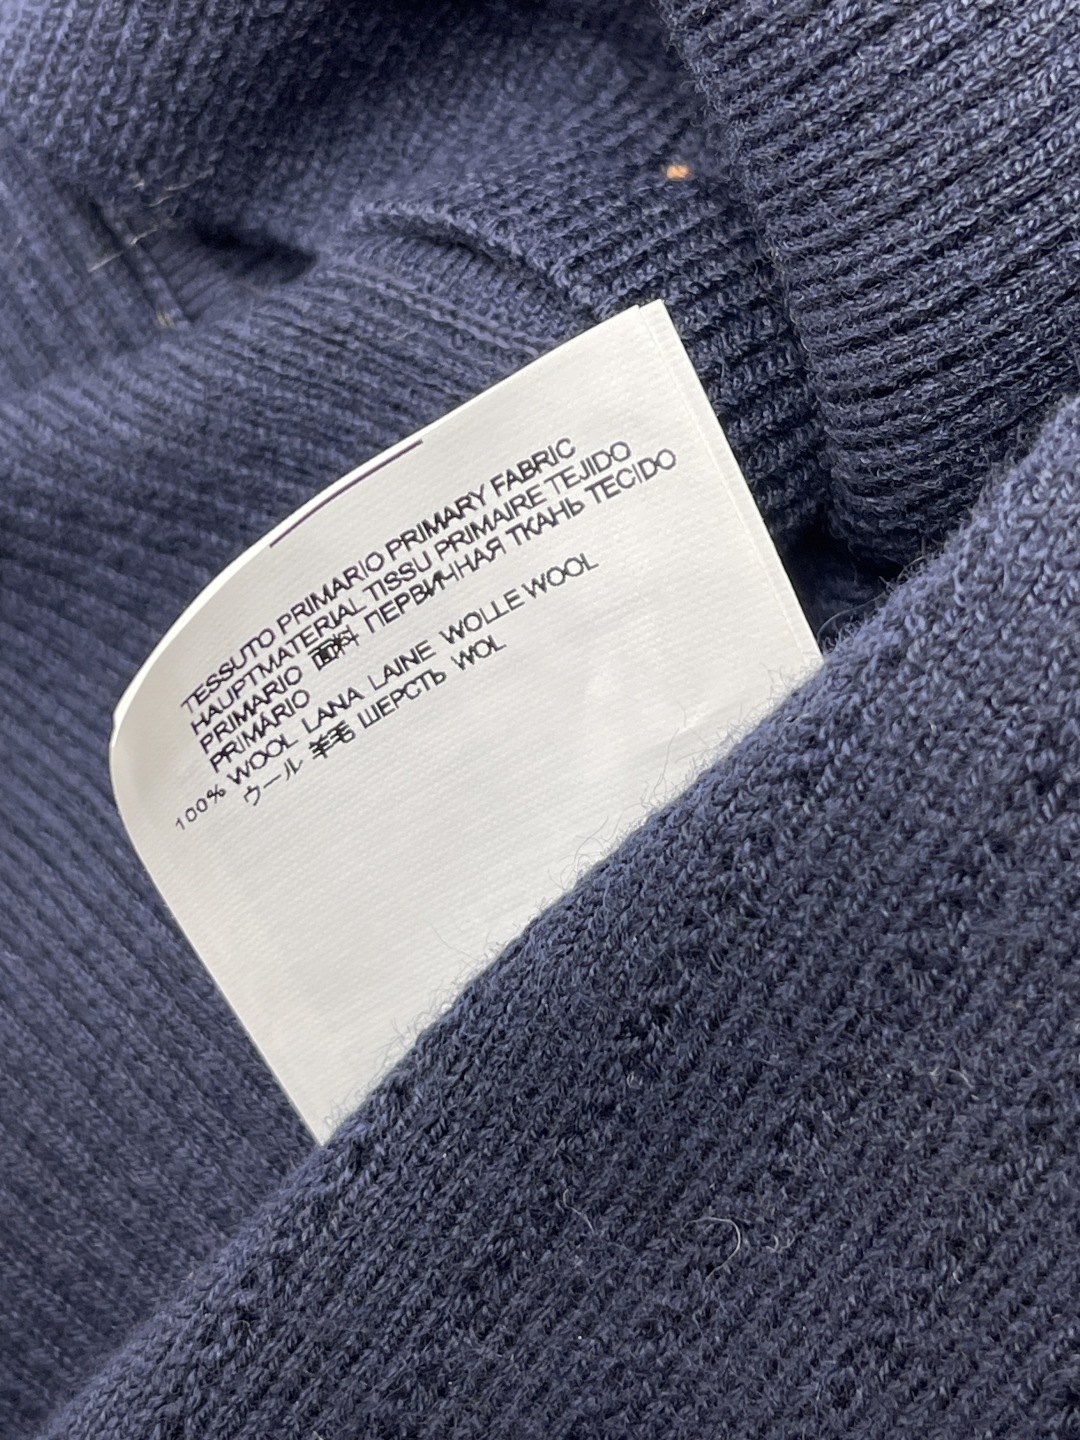 TESSUTO PRIMARIO PRIMARY FABRIC
HAUPTMATERIAL TISSU PRIMAIRE TEJIDO
PRIMARIO 面料 ПЕРВИЧНАЯ ТКАНЬ TECIDO
PRIMÁRIO
100% WOOL LANA LAINE WOLLE WOOL
ウール 羊毛 ШЕРСТЬ WOL